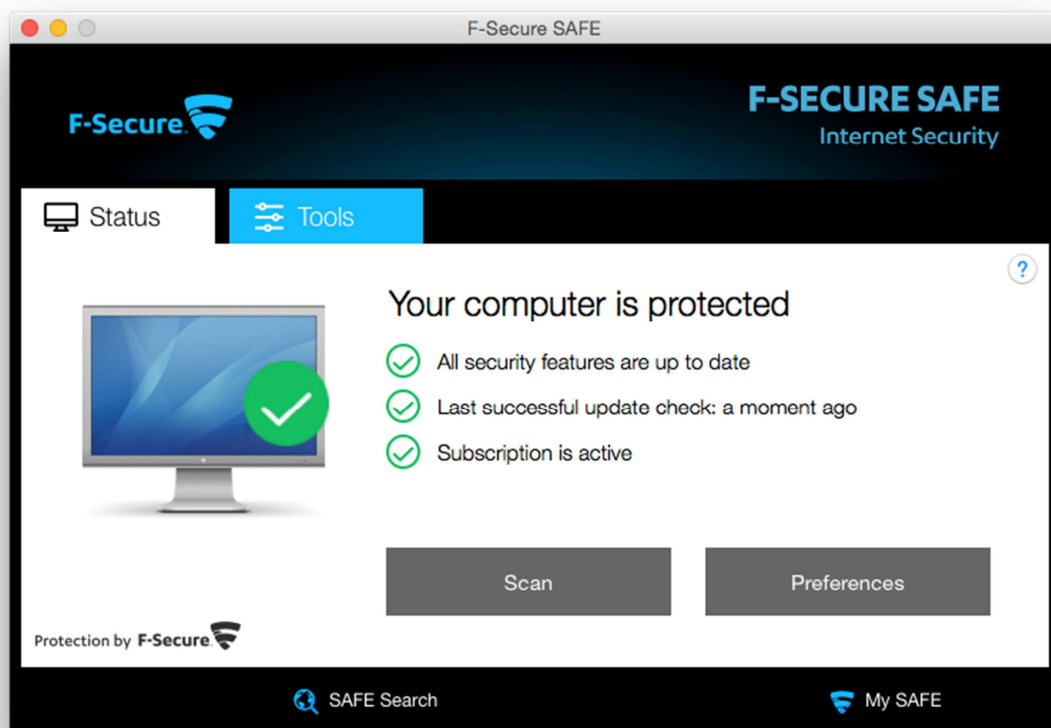 F-Secure SAFE
F-Secure.
F-SECURE SAFE
Internet Security
Status
Tools
?
Your computer is protected
All security features are up to date
Last successful update check: a moment ago
Subscription is active
Scan
Preferences
Protection by F-Secure.
SAFE Search
My SAFE